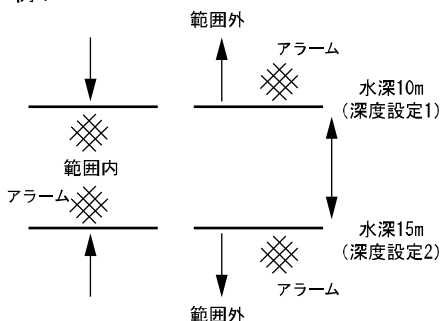 範囲外
アラーム
水深10m
(深度設定1)
範囲内
アラーム
水深15m
(深度設定2)
アラーム
範囲外